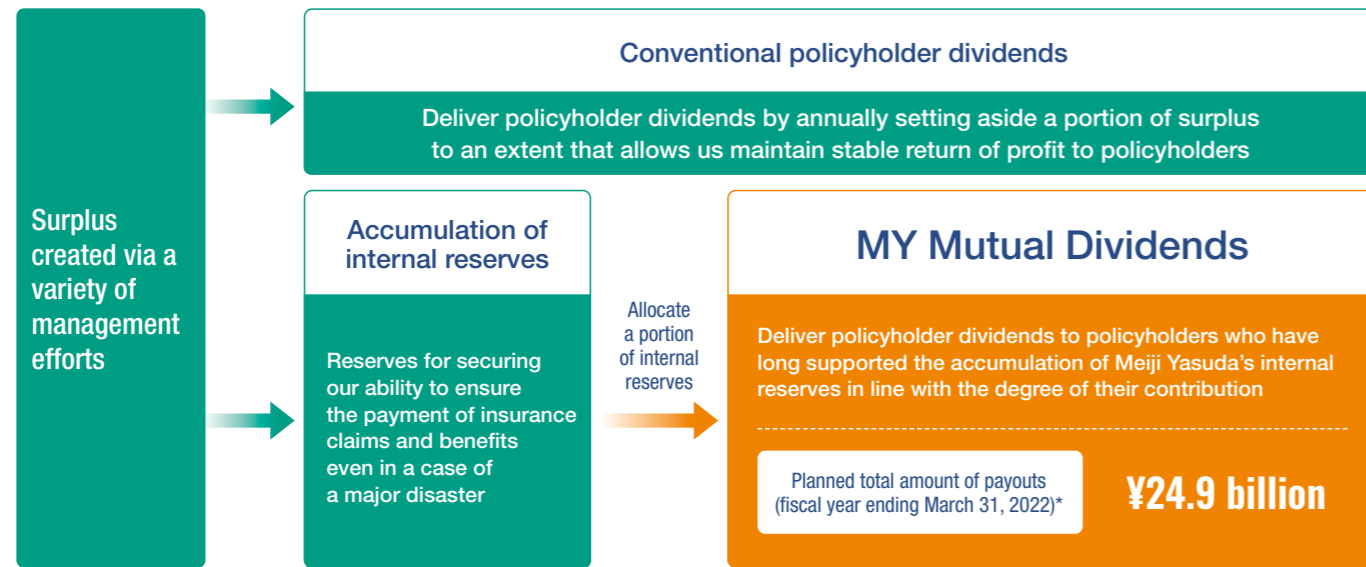 Surplus
created via a
variety of
management
efforts
Conventional policyholder dividends
Deliver policyholder dividends by annually setting aside a portion of surplus
to an extent that allows us maintain stable return of profit to policyholders
Accumulation of
internal reserves
Reserves for securing
our ability to ensure
the payment of insurance
claims and benefits
even in a case of
a major disaster
Allocate
a portion
of internal
reserves
MY Mutual Dividends
Deliver policyholder dividends to policyholders who have
long supported the accumulation of Meiji Yasuda’s internal
reserves in line with the degree of their contribution
Planned total amount of payouts
(fiscal year ending March 31, 2022)*
¥24.9 billion